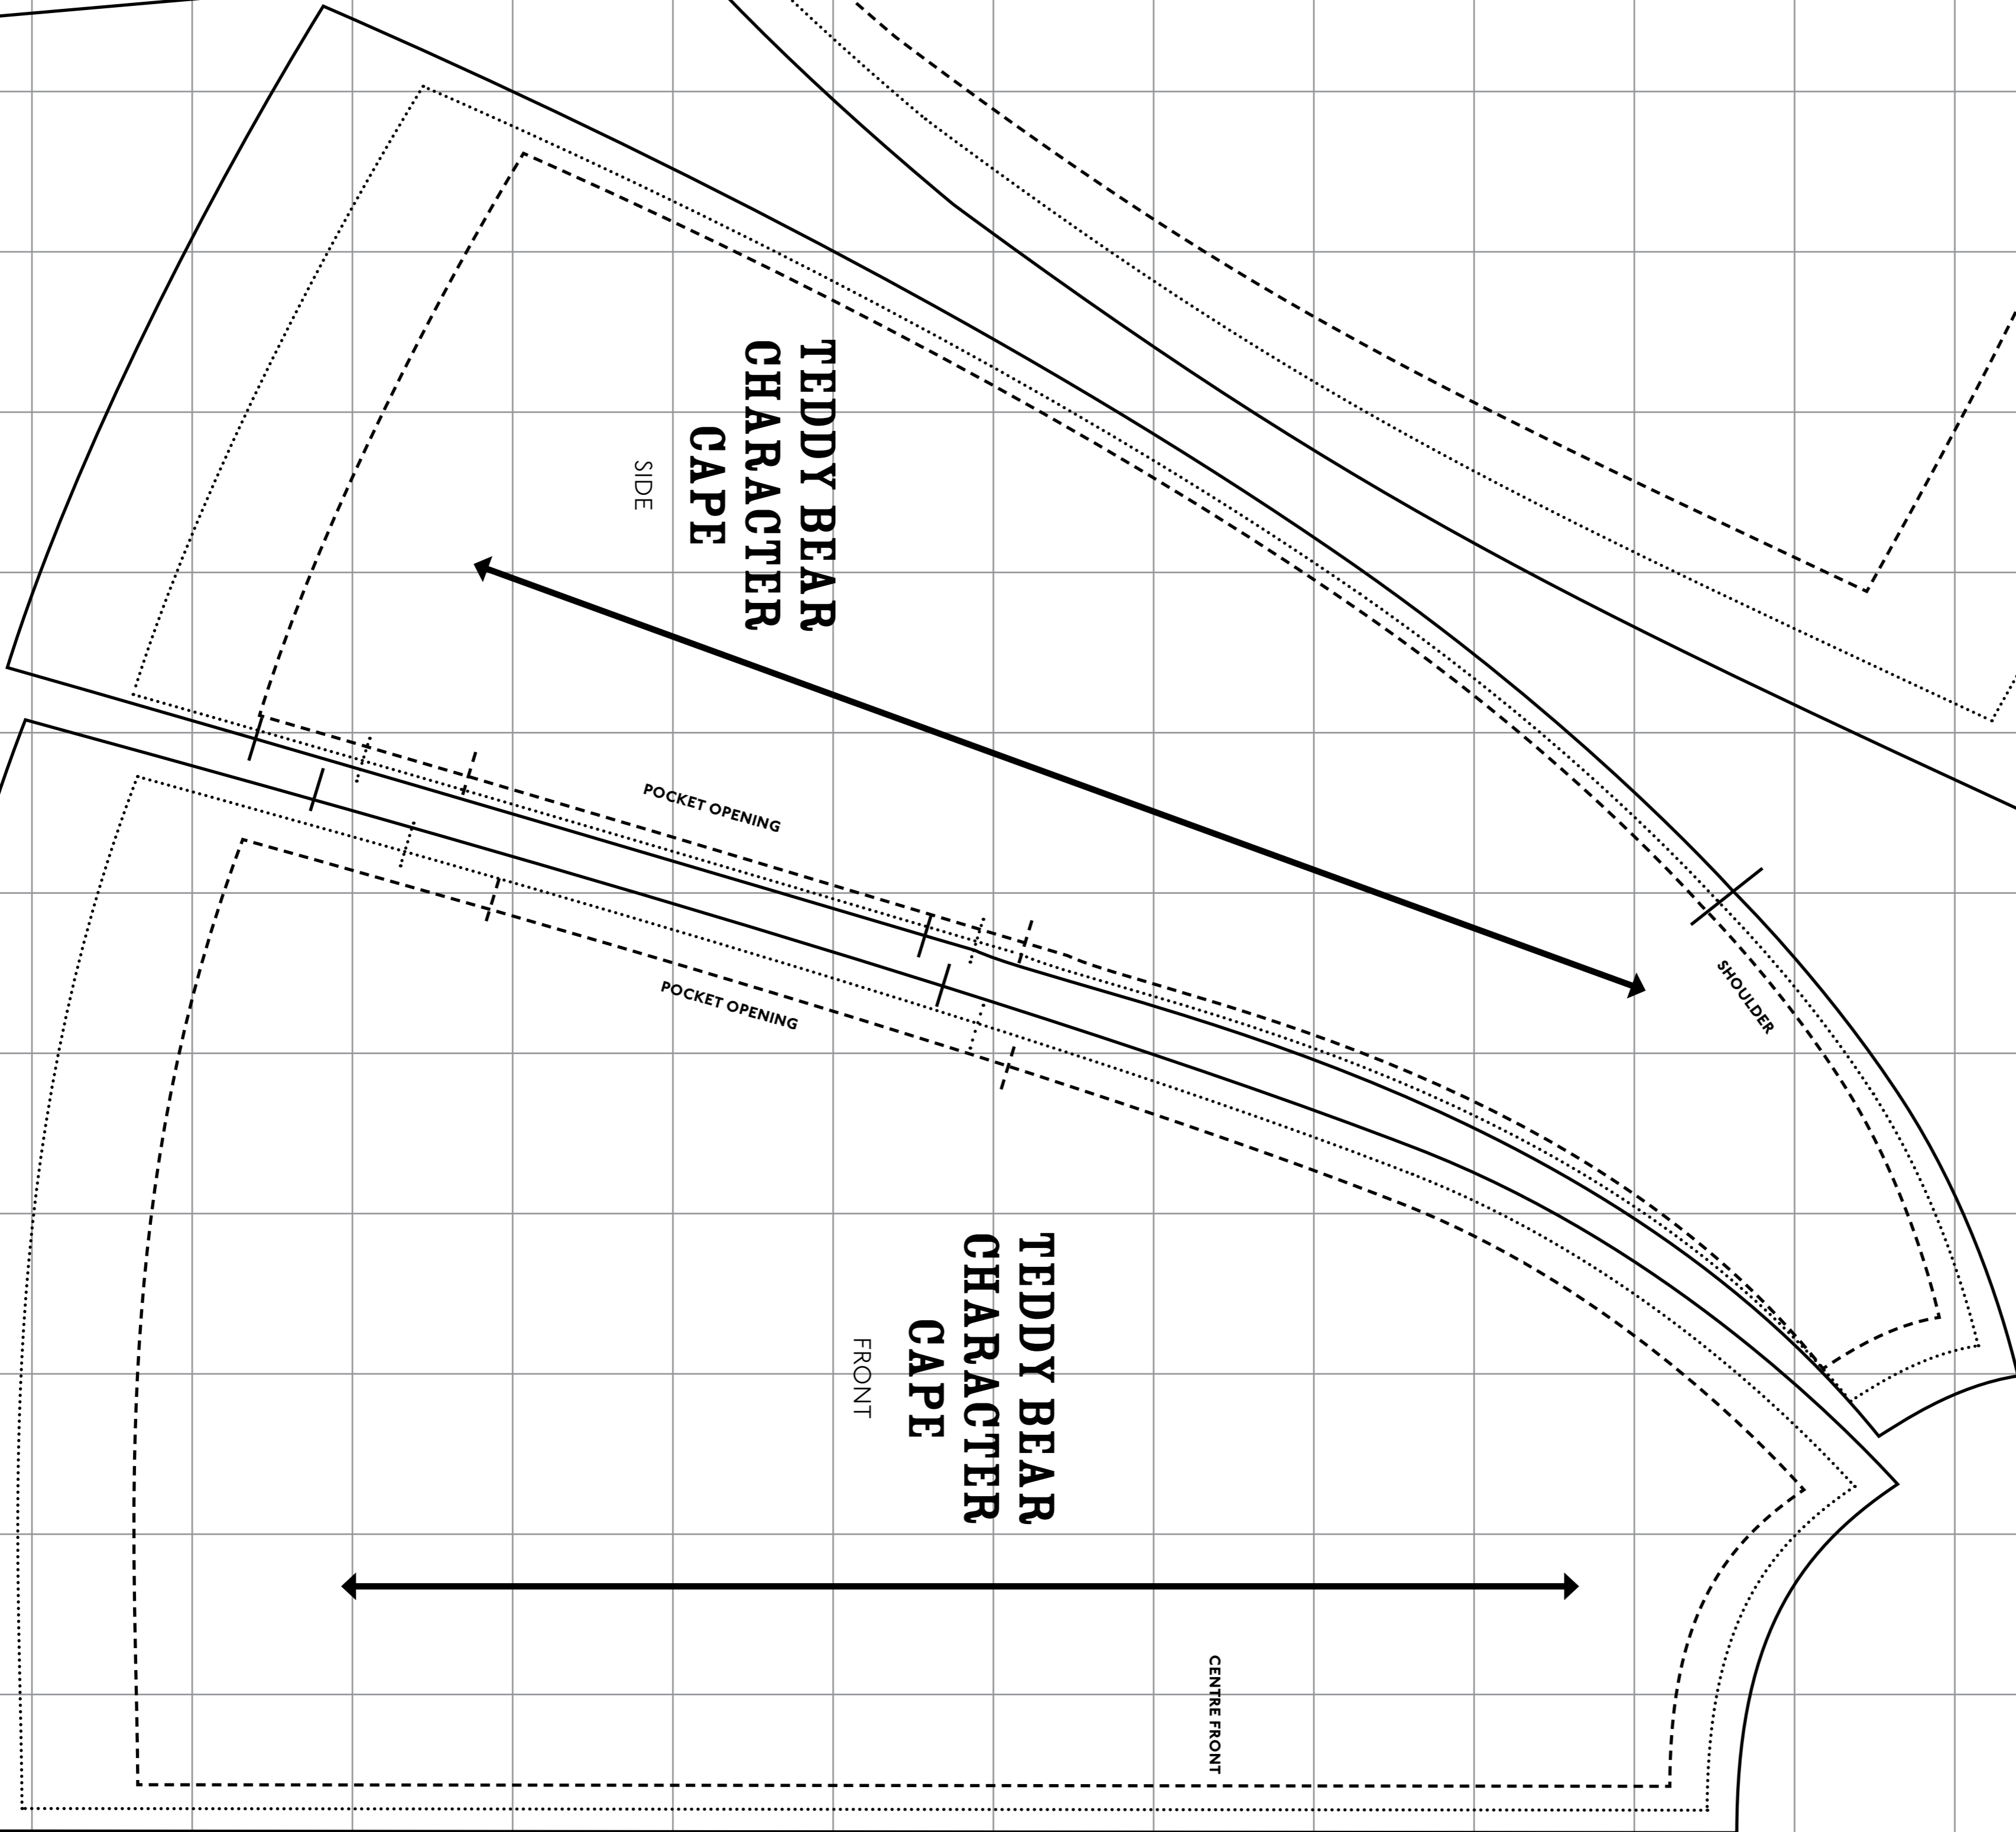 TEDDY BEAR
CHARACTER
CAPE
SIDE
POCKET OPENING
SHOULDER
POCKET OPENING
TEDDY BEAR
CHARACTER
CAPE
FRONT
CENTRE FRONT